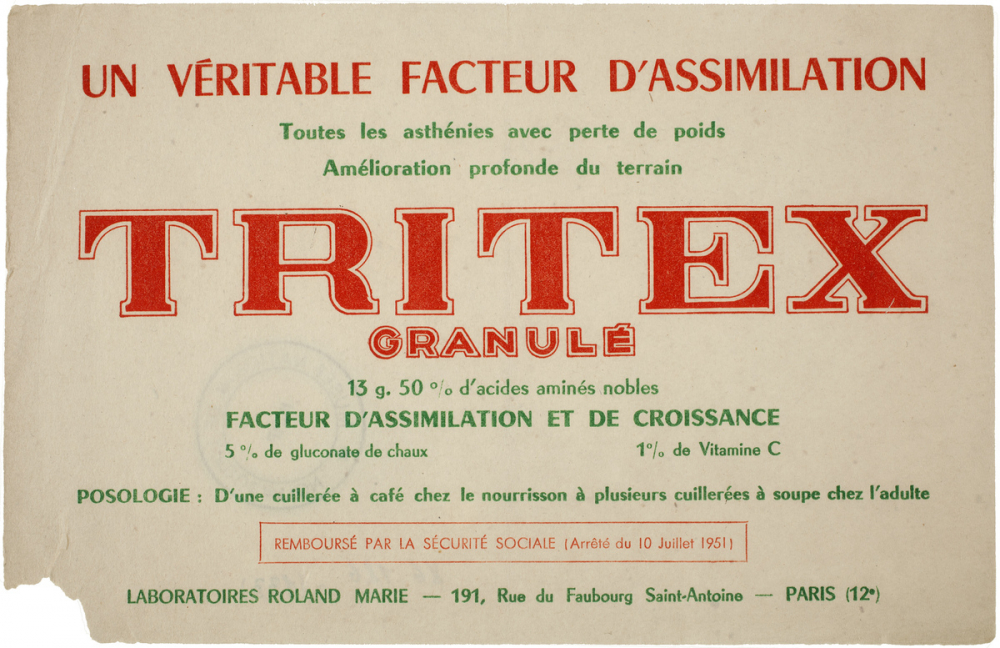 UN VÉRITABLE FACTEUR D'ASSIMILATION
Toutes les asthénies avec perte de poids
Amélioration profonde du terrain
TRITEX
GRANULÉ
13 g. 50 % d'acides aminés nobles
FACTEUR D'ASSIMILATION ET DE CROISSANCE
5 % de gluconate de chaux 1% de Vitamine C
POSOLOGIE : D'une cuillerée à café chez le nourrisson à plusieurs cuillerées à soupe chez l'adulte
REMBOURSÉ PAR LA SÉCURITÉ SOCIALE (Arrêté du 10 Juillet 1951)
LABORATOIRES ROLAND MARIE — 191, Rue du Faubourg Saint-Antoine — PARIS (12e)